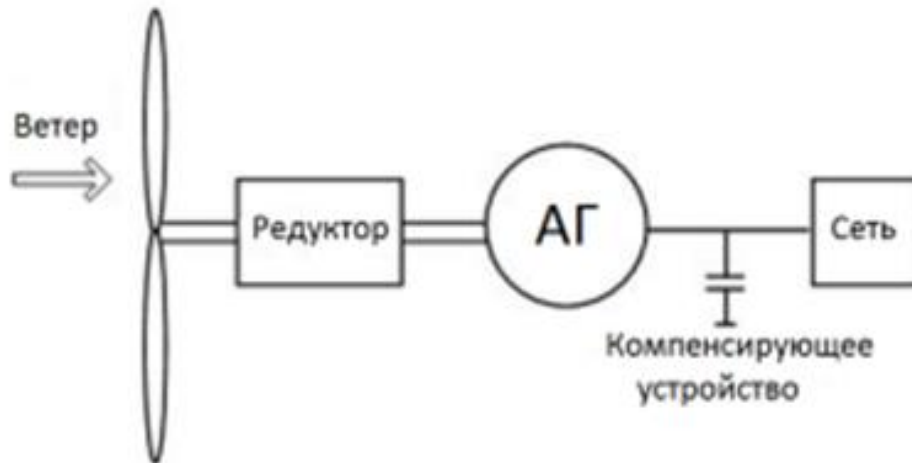 Ветер
Редуктор
АГ
Сеть
Компенсирующее
устройство